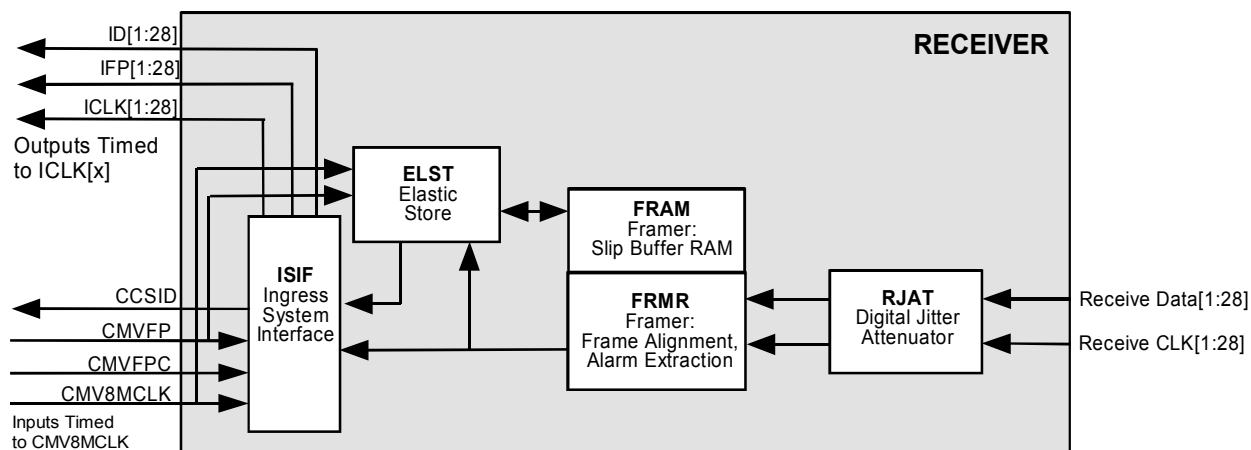 ID[1:28]
RECEIVER
IFP[1:28]
ICLK[1:28]
Outputs Timed
to ICLK[x]
ELST
Elastic
Store
FRAM
Framer:
Slip Buffer RAM
ISIF
Ingress
System
Interface
FRMR
Framer:
Frame Alignment,
Alarm Extraction
RJAT
Digital Jitter
Attenuator
Receive Data[1:28]
Receive CLK[1:28]
CCSID
CMVFP
CMVFPC
CMV8MCLK
Inputs Timed
to CMV8MCLK